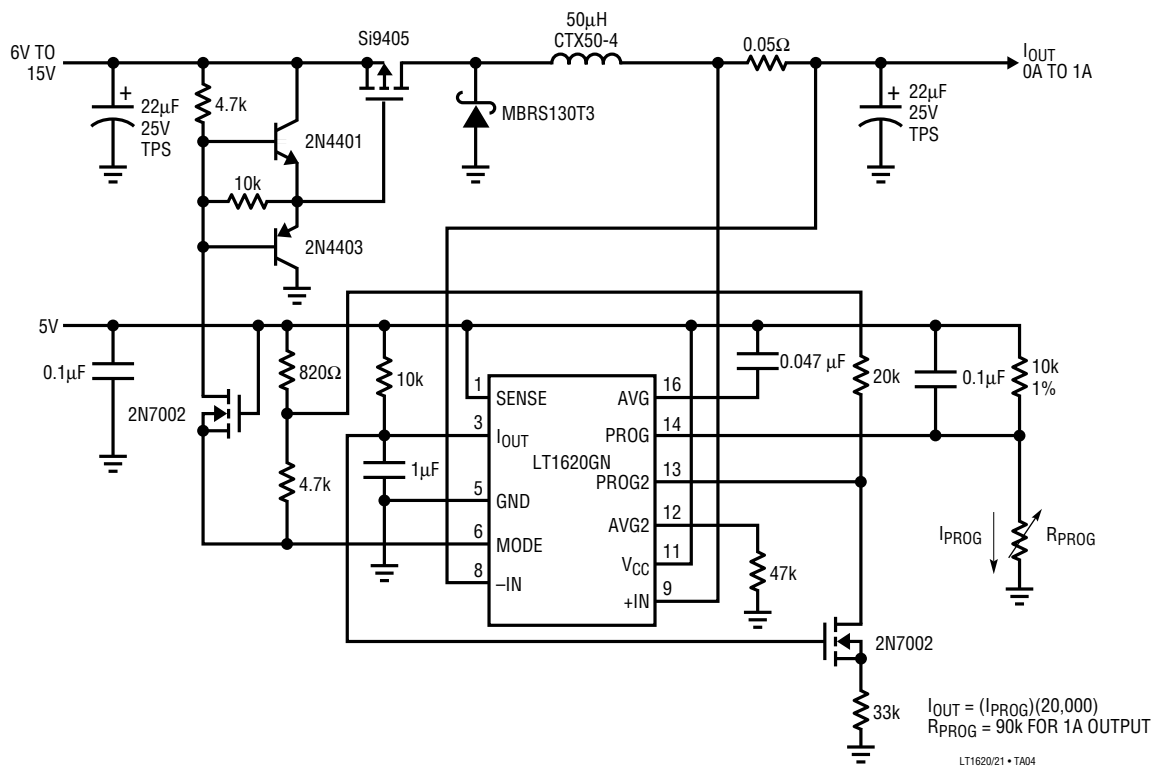 50µH
CTX50-4
Si9405
0.05Ω
6V TO
15V
IOUT
0A TO 1A
+
22µF
25V
TPS
4.7k
2N4401
MBRS130T3
+
22µF
25V
TPS
10k
2N4403
5V
0.1µF
820Ω
10k
0.047 µF
20k
0.1µF
10k
1%
2N7002
1
SENSE
AVG
16
3
IOUT
PROG
14
LT1620GN
1µF
PROG2
13
4.7k
5
GND
AVG2
12
6
MODE
VCC
11
47k
8
–IN
+IN
9
IPROG
RPROG
2N7002
33k
IOUT = (IPROG)(20,000)
RPROG = 90k FOR 1A OUTPUT
LT1620/21 • TA04